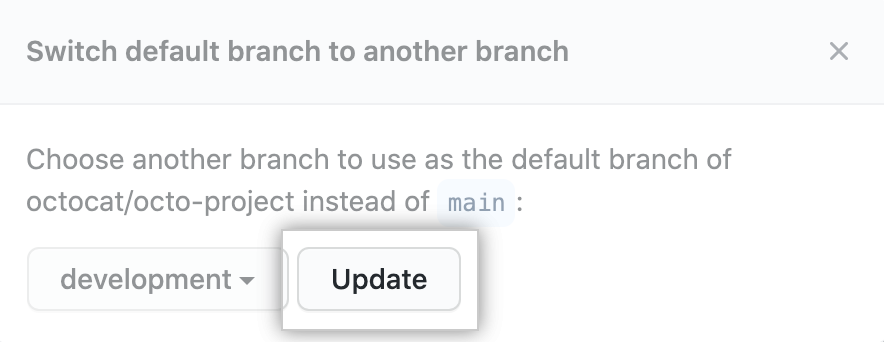 Switch default branch to another branch
Choose another branch to use as the default branch of
octocat/octo-project instead of main :
development Update